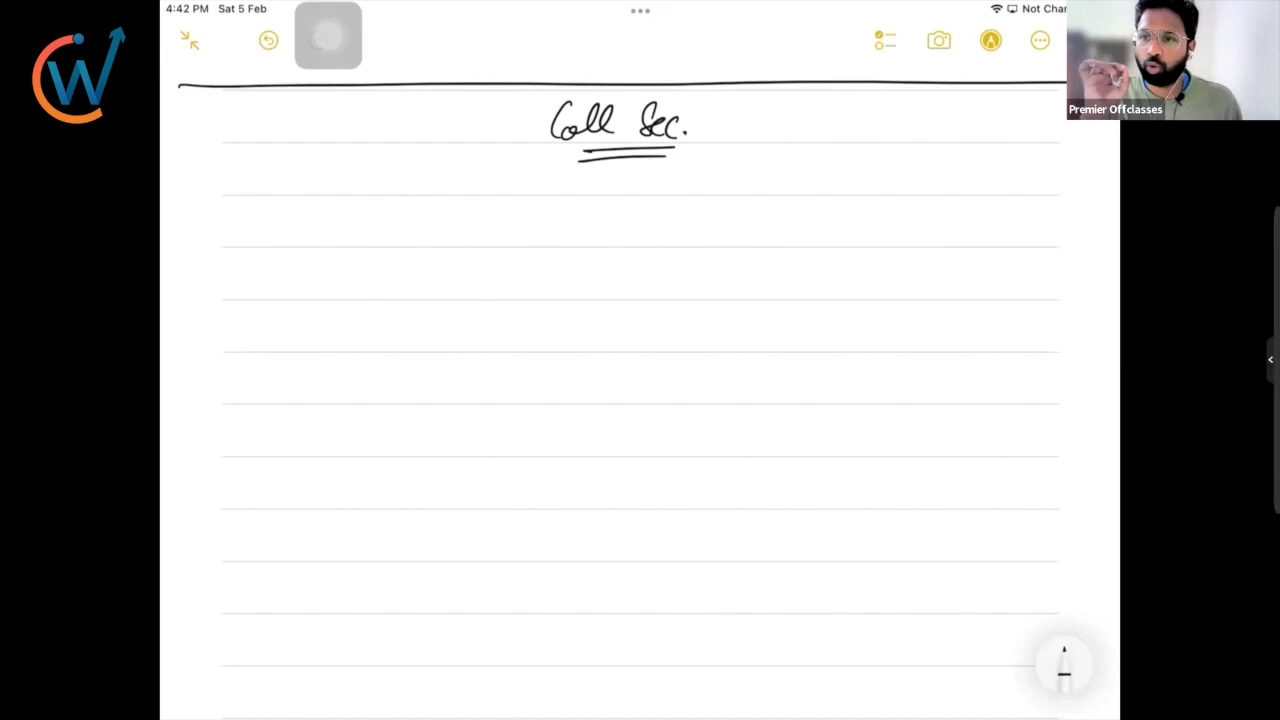 4:42 PM Sat 5 Feb
Not Char
W
Premier Offclasses
Coll Sec.